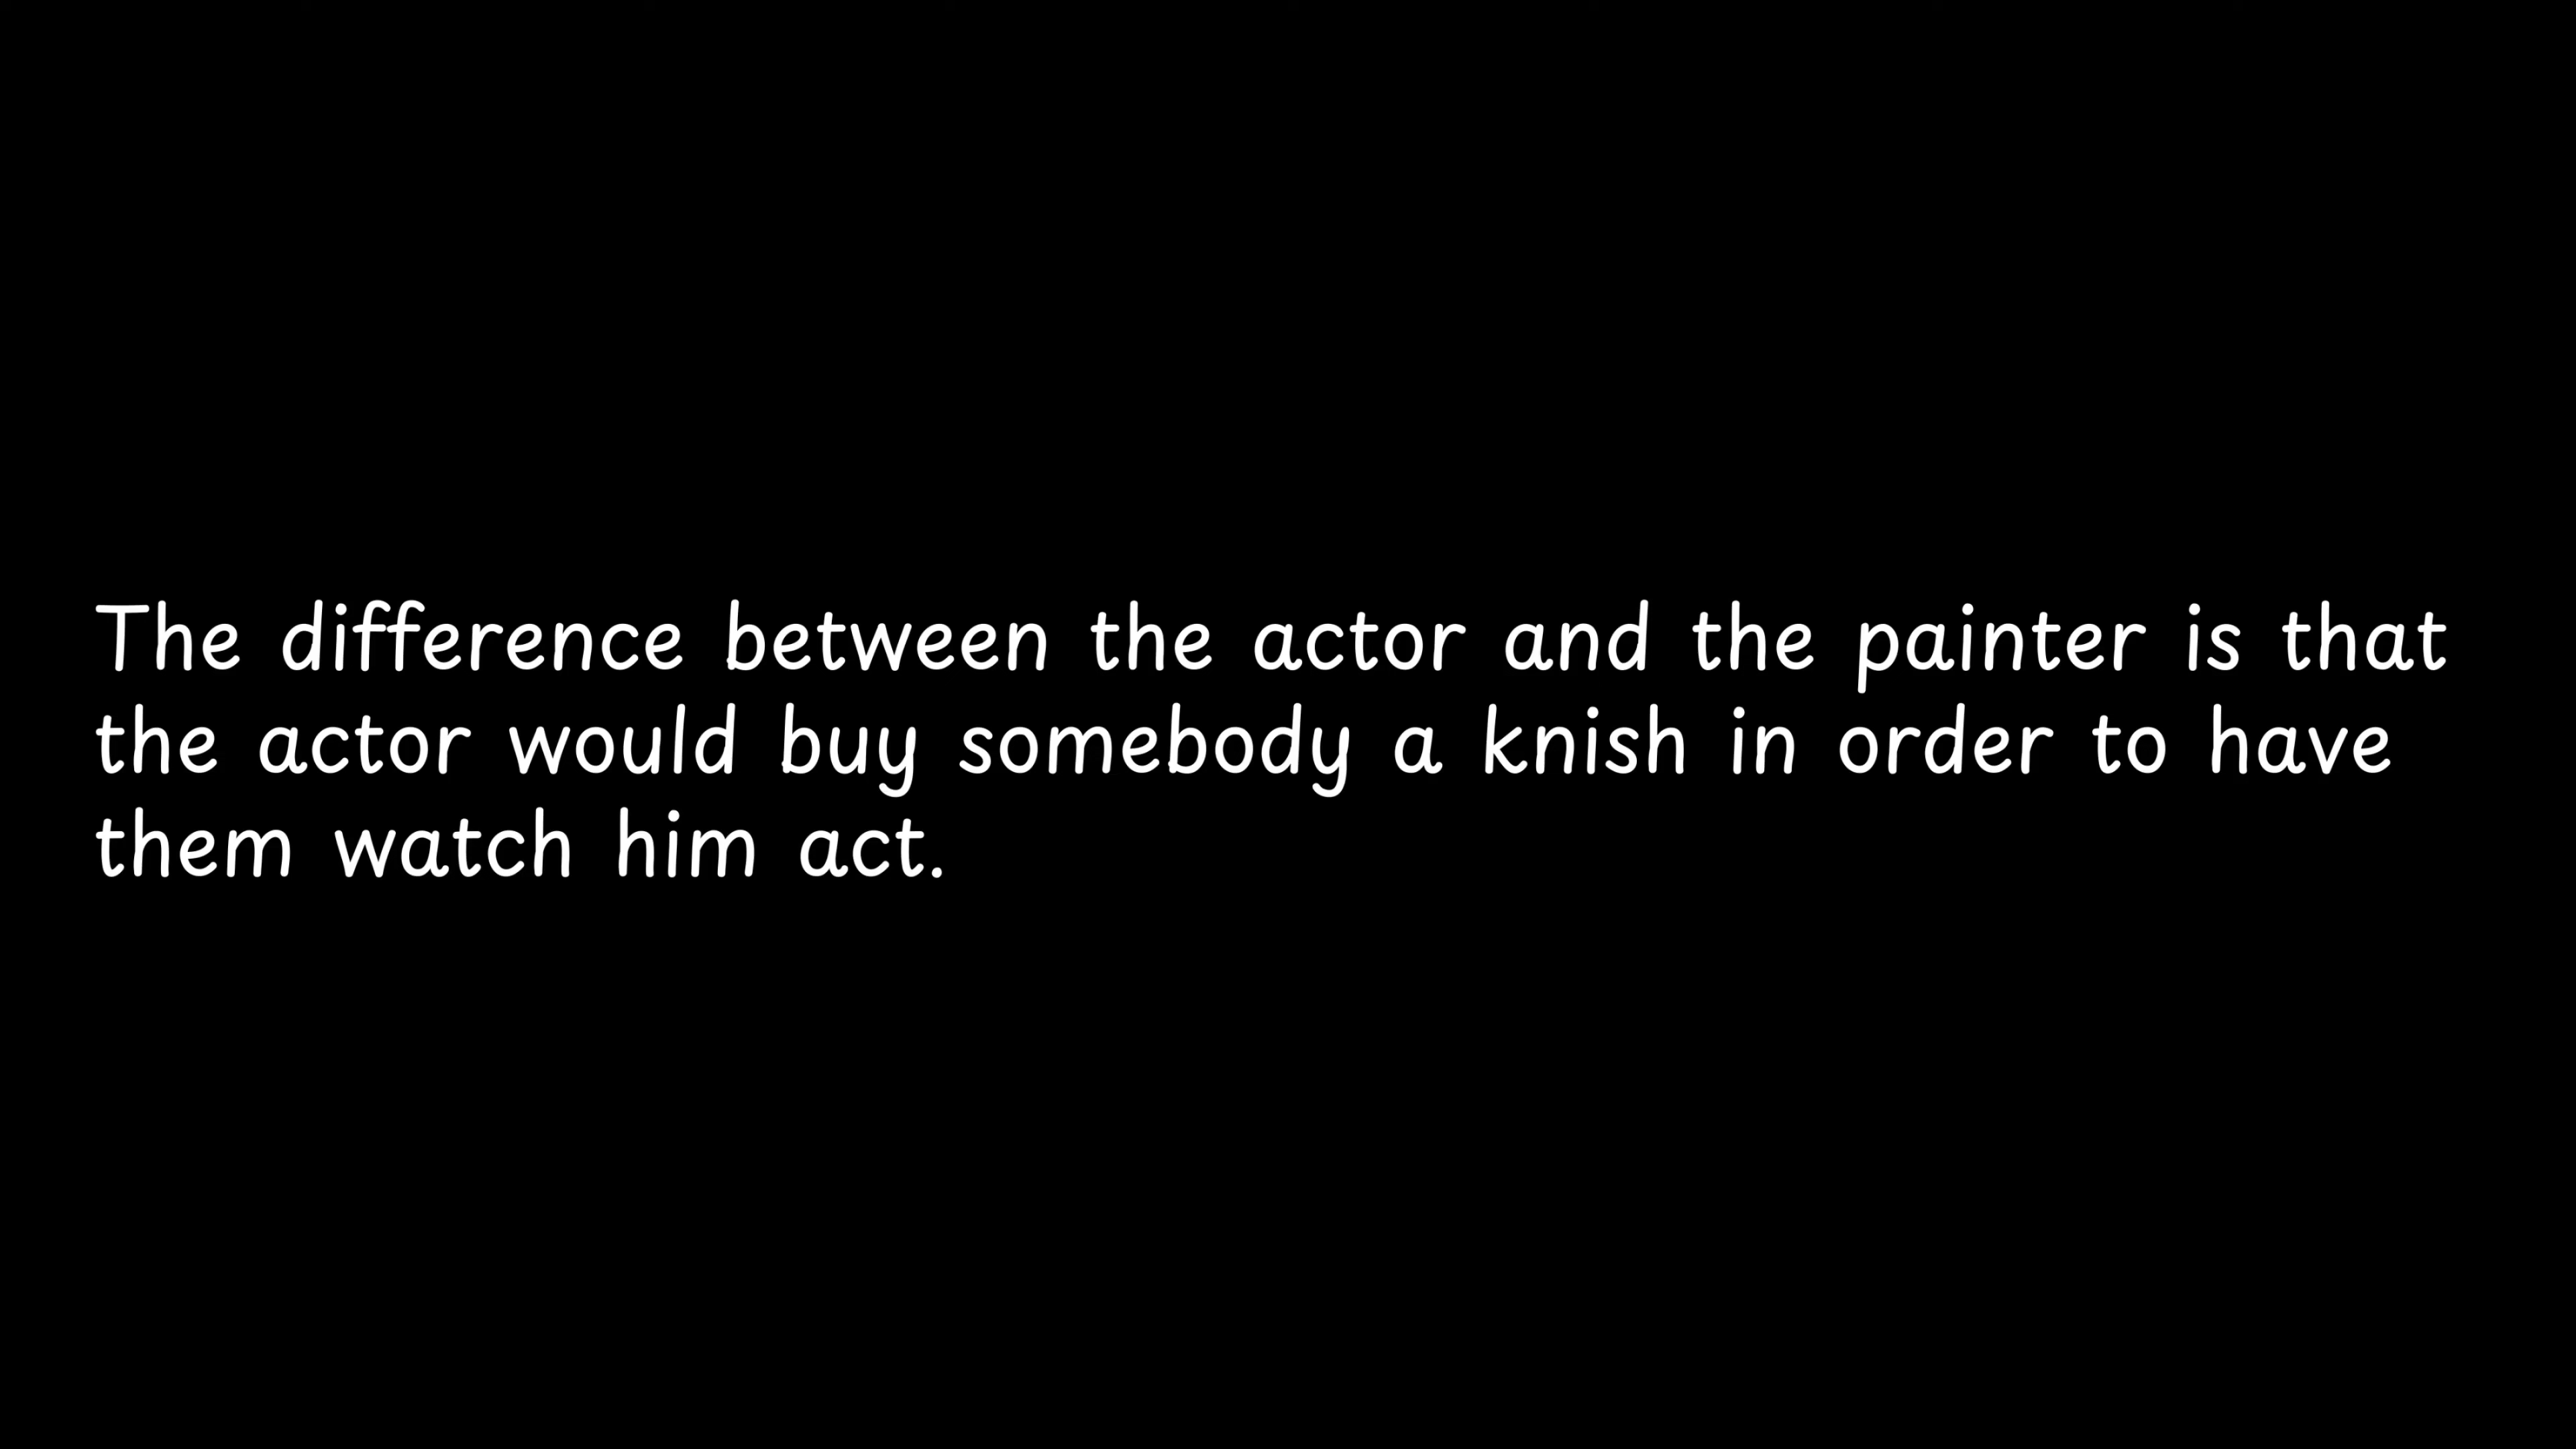 The difference between the actor and the painter is that
the actor would buy somebody a knish in order to have
them watch him act.